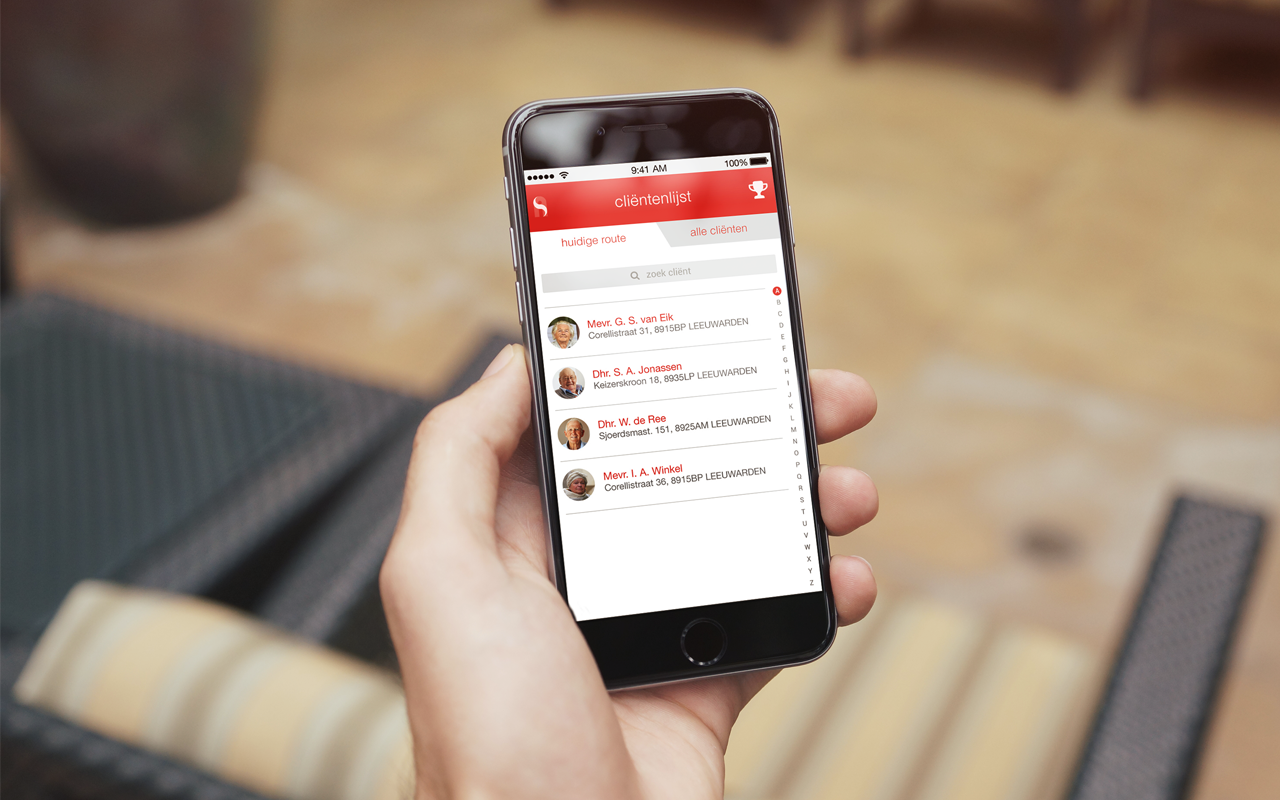 9:41 AM 100%
cliëntenlijst
huidige route alle cliënten
zoek cliënt
Mevr. G. S. van Eik
Corellistraat 31, 8915BP LEEUWARDEN
Dhr. S. A. Jonassen
Keizerskroon 18, 8935LP LEEUWARDEN
Dhr. W. de Ree
Sjoerdsmast. 151, 8925AM LEEUWARDEN
Mevr. I. A. Winkel
Corellistraat 36, 8915BP LEEUWARDEN
A
B
C
D
E
F
G
H
I
J
K
L
M
N
O
P
Q
R
S
T
U
V
W
X
Y
Z